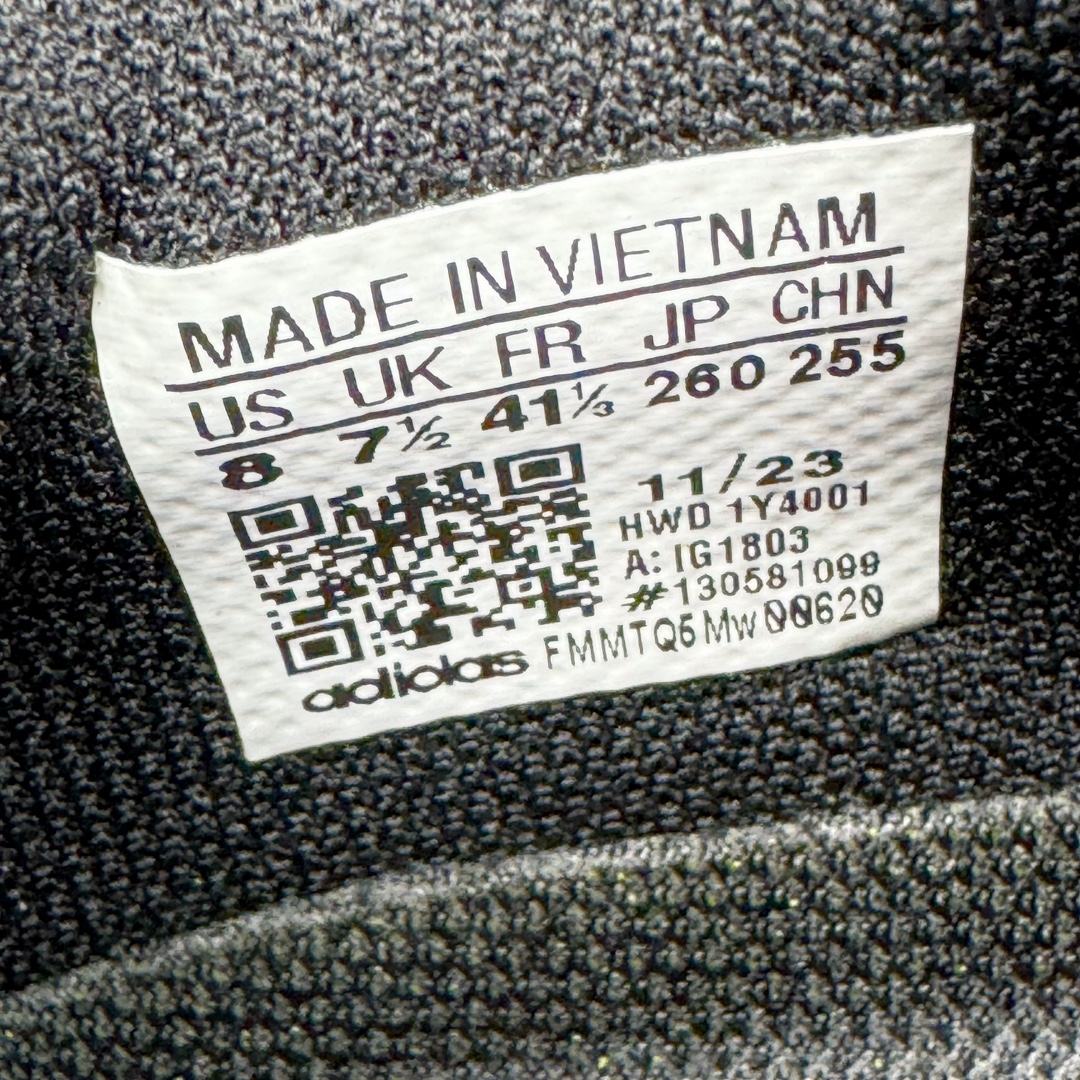 MADE IN VIETNAM
US UK FR JP CHN
8 7½ 41⅓ 260 255
11/23
HWD 1Y4001
A: IG1803
#130581099
FMMTQ5Mw00620
adidas